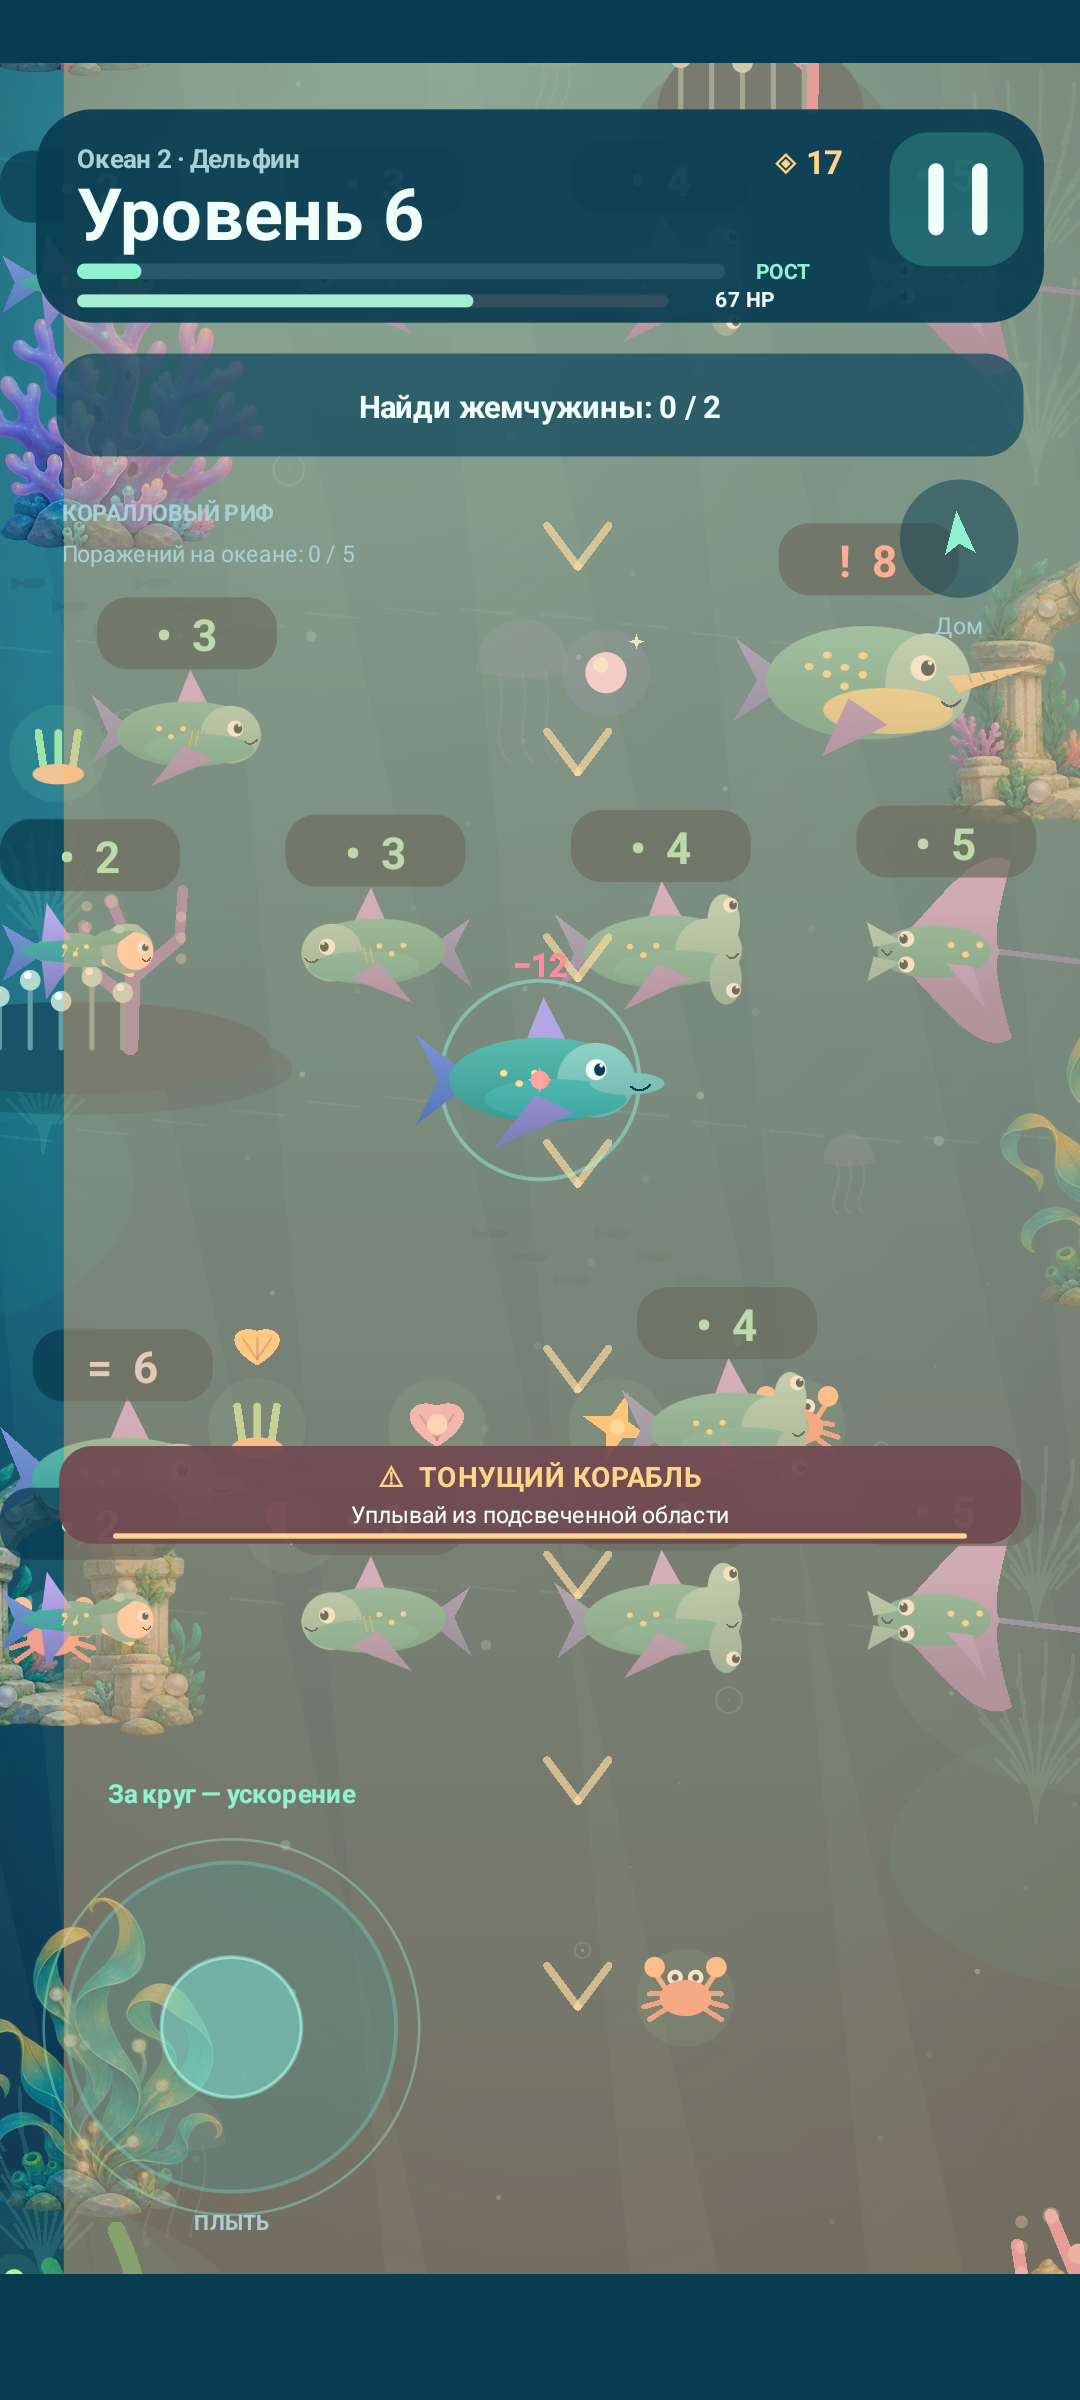 Океан 2 · Дельфин
◈ 17
Уровень 6
РОСТ
67 HP
Найди жемчужины: 0 / 2
КОРАЛЛОВЫЙ РИФ
Поражений на океане: 0 / 5
! 8
Дом
• 3
• 2
• 3
• 4
• 5
−12
• 4
= 6
⚠ ТОНУЩИЙ КОРАБЛЬ
Уплывай из подсвеченной области
За круг — ускорение
ПЛЫТЬ